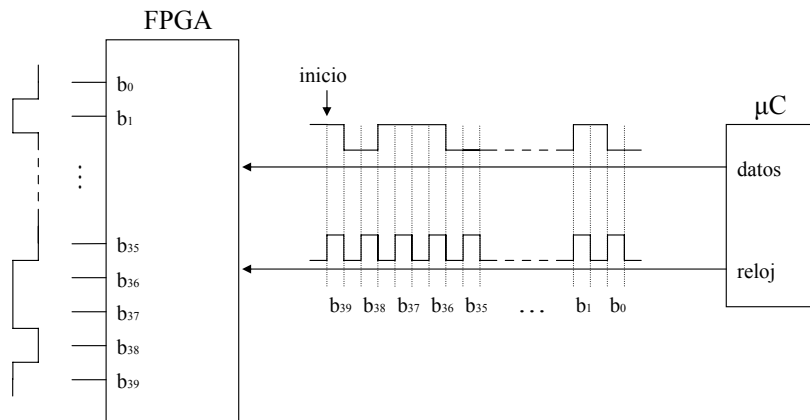 FPGA
b0
b1
⋮
b35
b36
b37
b38
b39
inicio
b39 b38 b37 b36 b35 ... b1 b0
μC
datos
reloj